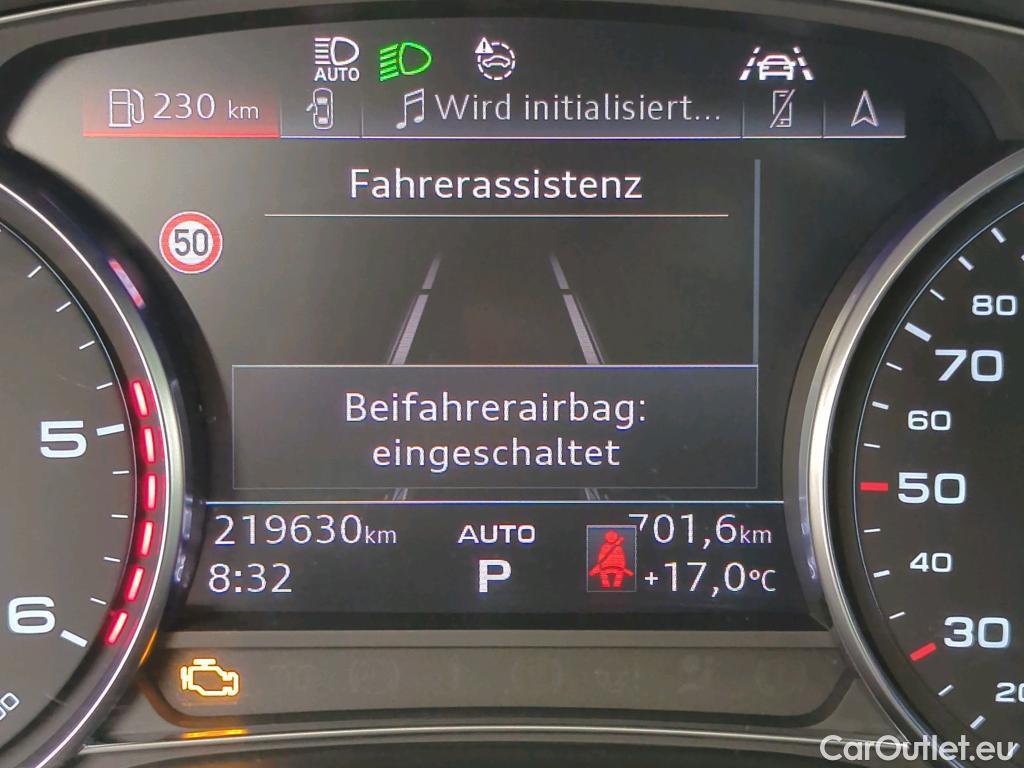 AUTO
230 km
Wird initialisiert...
Fahrerassistenz
50
Beifahrerairbag:
eingeschaltet
219630km
AUTO
701,6km
8:32
P
+17,0°C
5
6
80
70
60
50
40
30
20
CarOutlet.eu